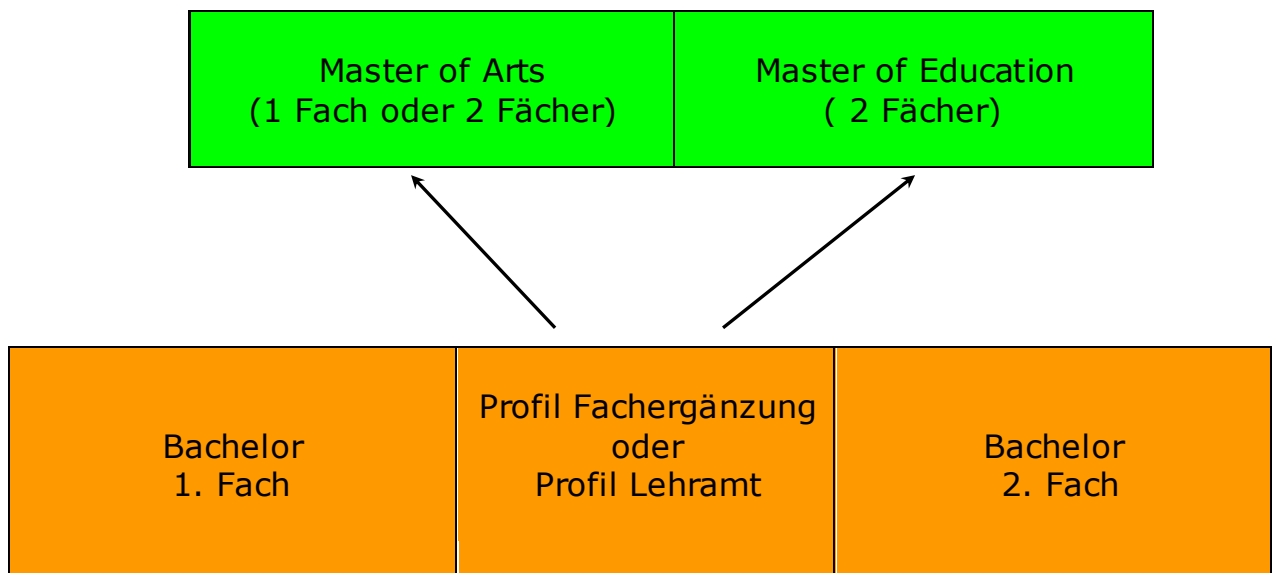 Master of Arts
(1 Fach oder 2 Fächer)
Master of Education
( 2 Fächer)
Bachelor
1. Fach
Profil Fachergänzung
oder
Profil Lehramt
Bachelor
2. Fach